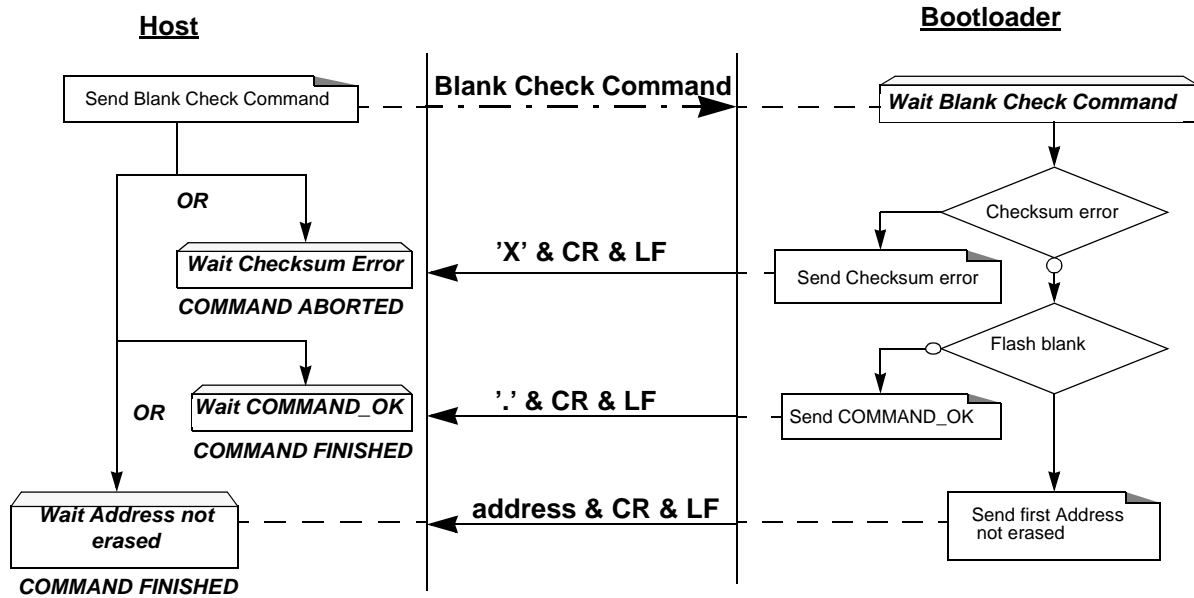 Host
Bootloader
Send Blank Check Command
Blank Check Command
Wait Blank Check Command
OR
Checksum error
Wait Checksum Error
'X' & CR & LF
Send Checksum error
COMMAND ABORTED
Flash blank
OR
Wait COMMAND_OK
'.' & CR & LF
Send COMMAND_OK
COMMAND FINISHED
Wait Address not
erased
address & CR & LF
Send first Address
not erased
COMMAND FINISHED